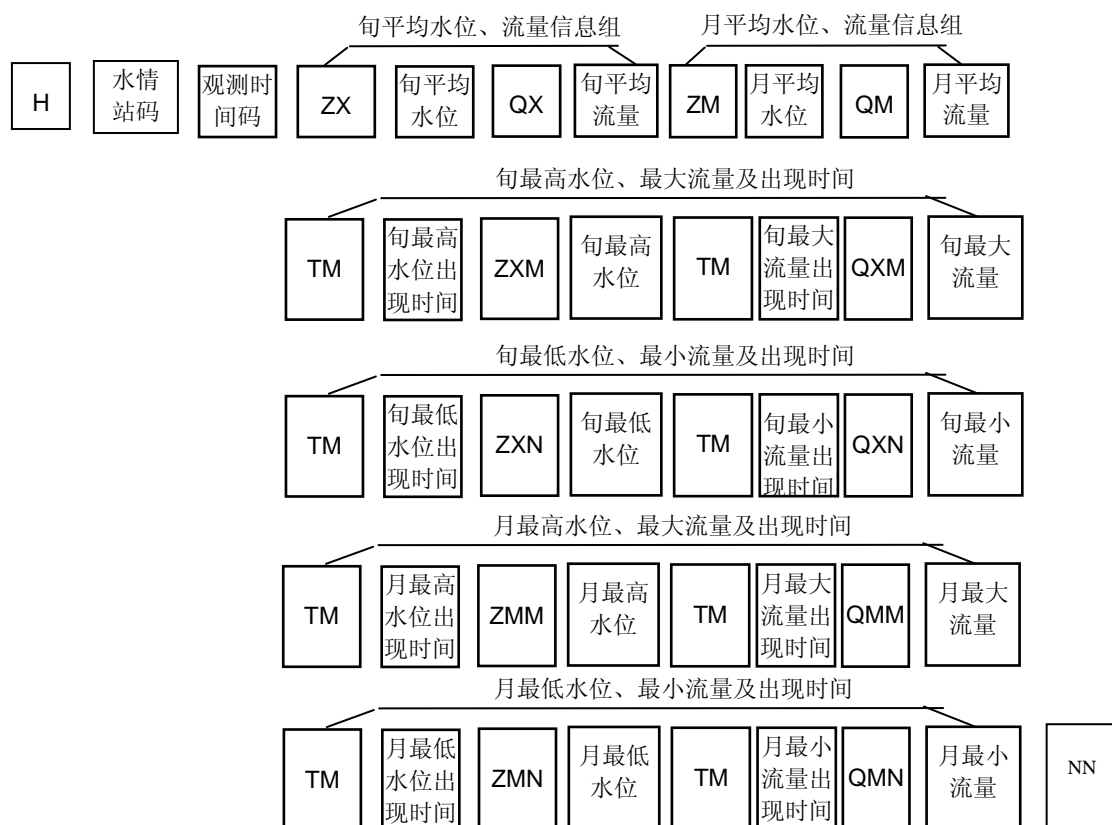 旬平均水位、流量信息组 月平均水位、流量信息组
H 水情站码 观测时间码 ZX 旬平均水位 QX 旬平均流量 ZM 月平均水位 QM 月平均流量
旬最高水位、最大流量及出现时间
TM 旬最高水位出现时间 ZXM 旬最高水位 TM 旬最大流量出现时间 QXM 旬最大流量
旬最低水位、最小流量及出现时间
TM 旬最低水位出现时间 ZXN 旬最低水位 TM 旬最小流量出现时间 QXN 旬最小流量
月最高水位、最大流量及出现时间
TM 月最高水位出现时间 ZMM 月最高水位 TM 月最大流量出现时间 QMM 月最大流量
月最低水位、最小流量及出现时间
TM 月最低水位出现时间 ZMN 月最低水位 TM 月最小流量出现时间 QMN 月最小流量 NN